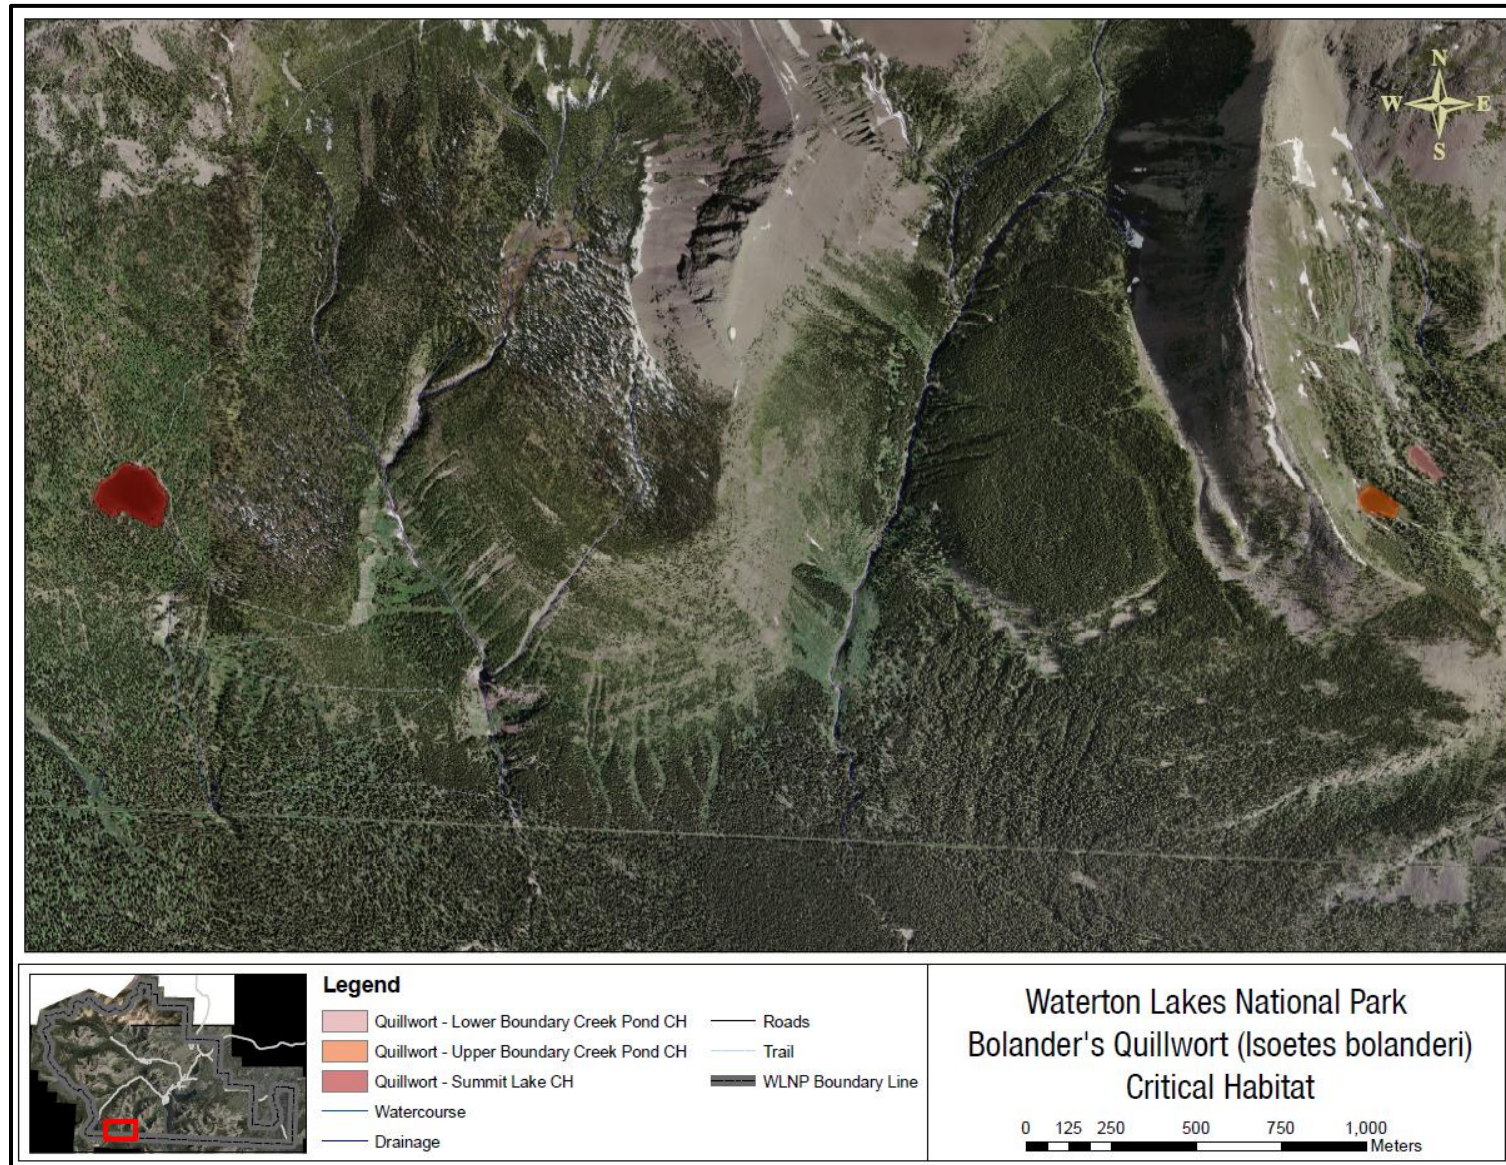 N
W E
S
Legend
Quillwort - Lower Boundary Creek Pond CH
Quillwort - Upper Boundary Creek Pond CH
Quillwort - Summit Lake CH
Watercourse
Drainage
Roads
Trail
WLNP Boundary Line
Waterton Lakes National Park
Bolander's Quillwort (Isoetes bolanderi)
Critical Habitat
0 125 250 500 750 1,000
Meters